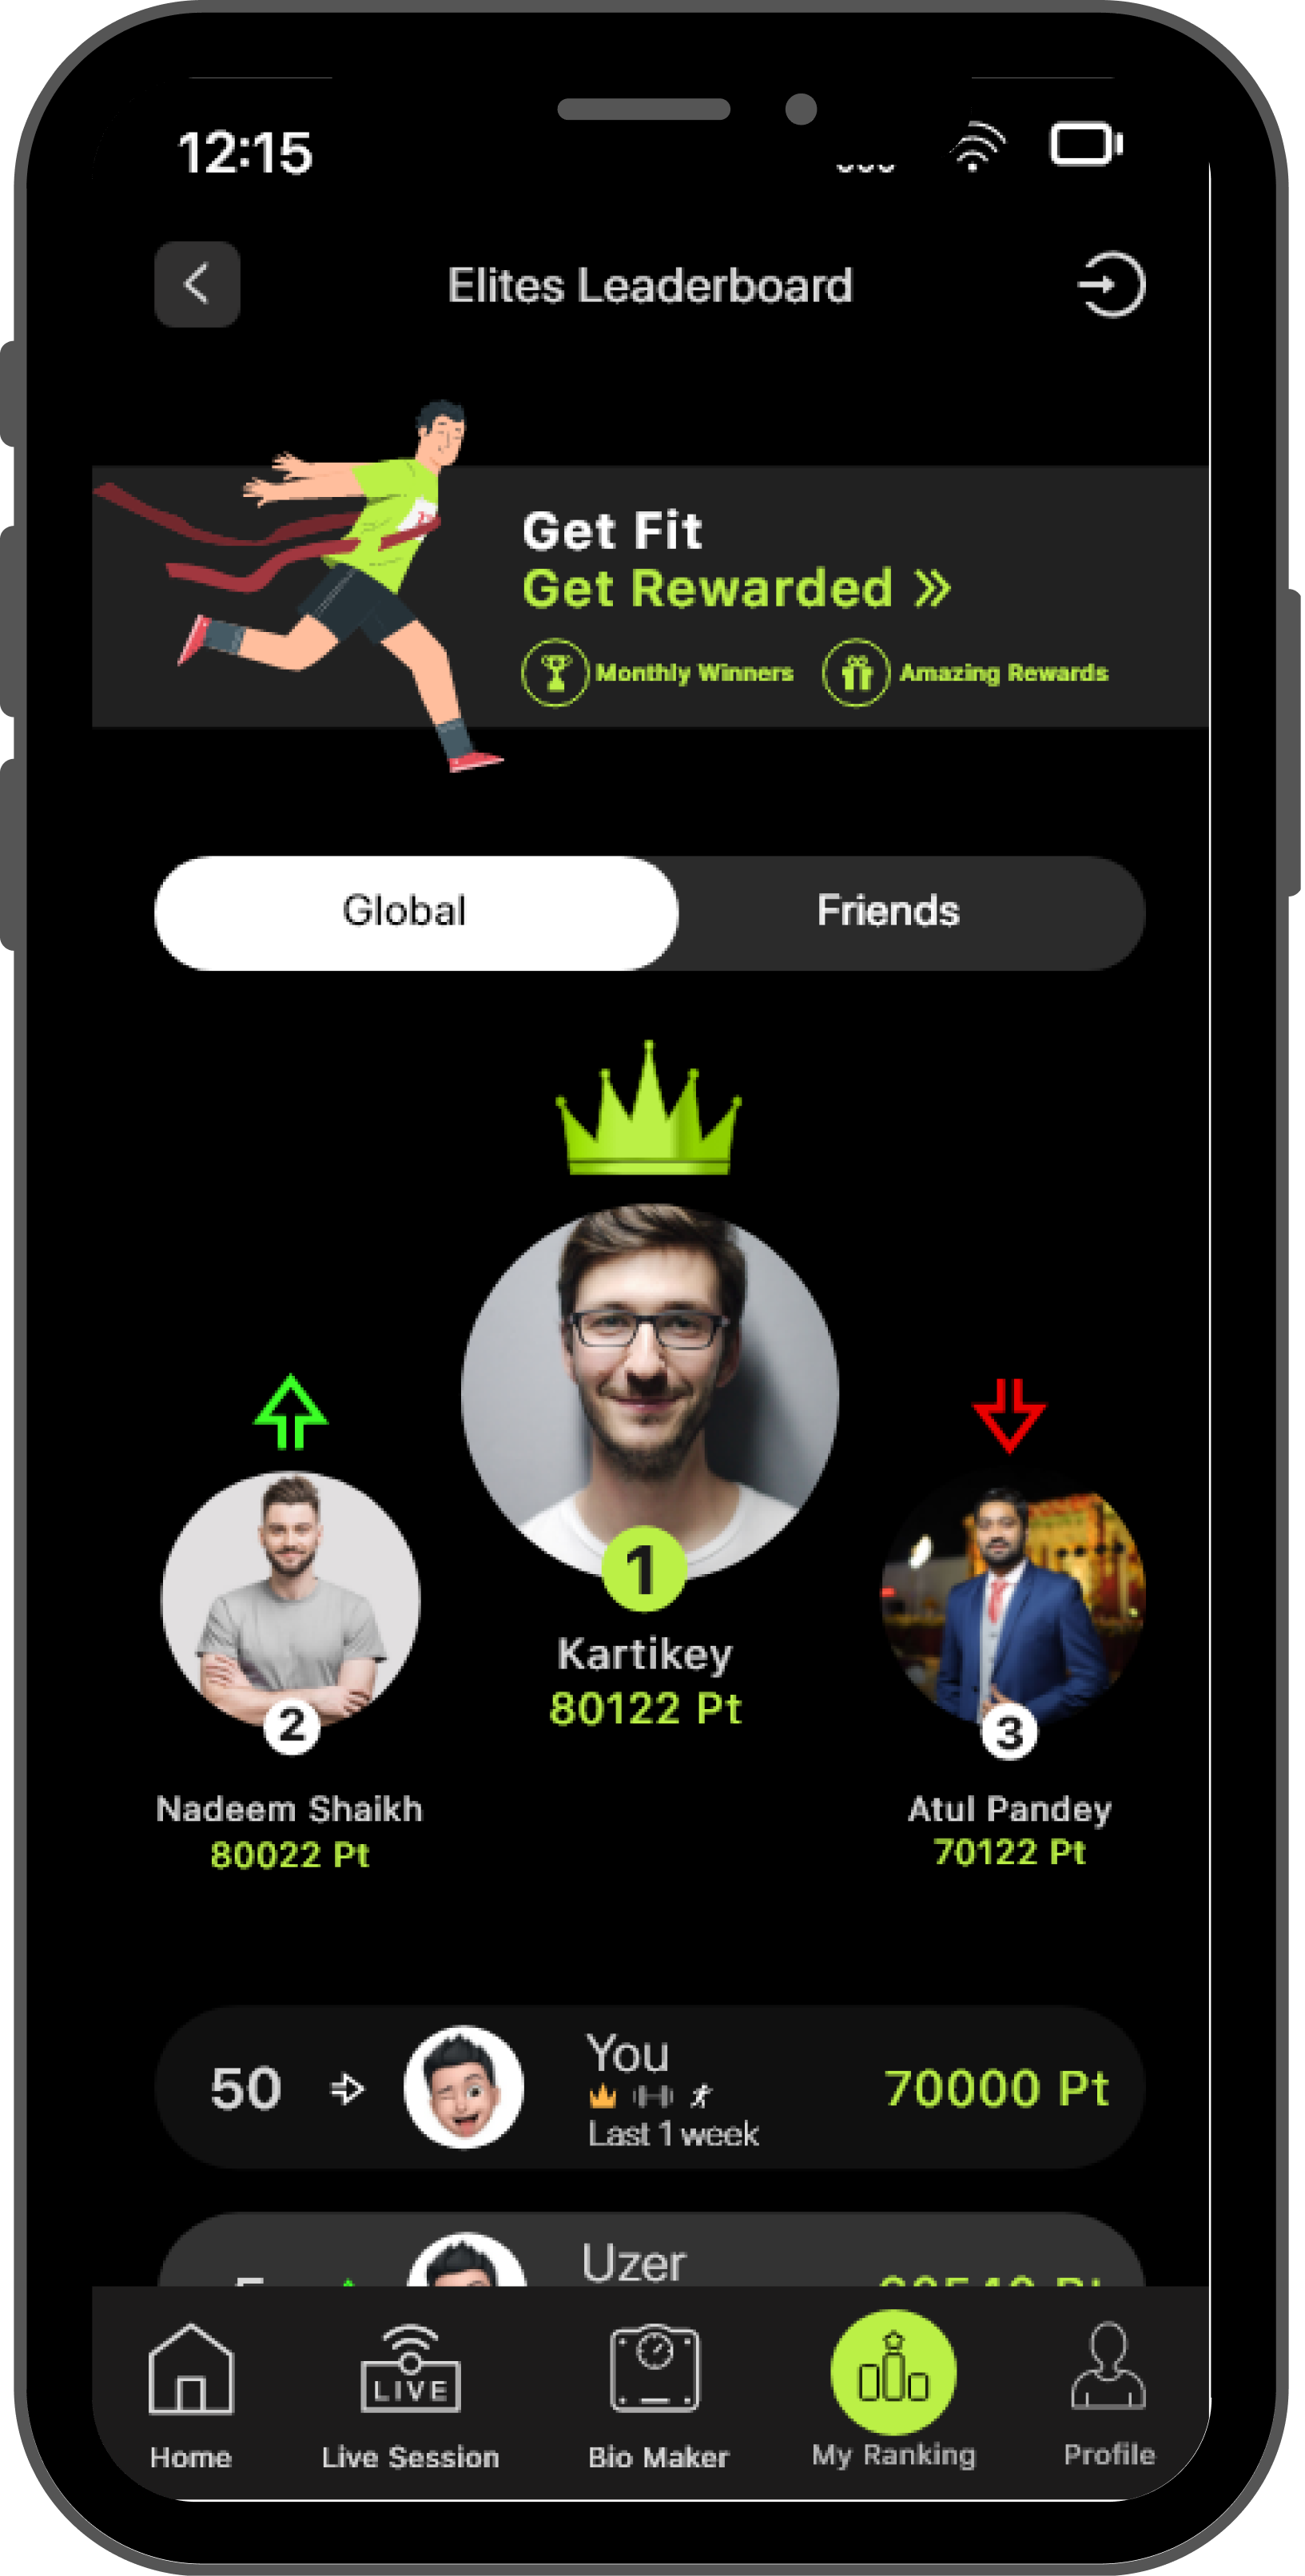 12:15
Elites Leaderboard
Get Fit
Get Rewarded »
Monthly Winners Amazing Rewards
Global Friends
1
Kartikey
80122 Pt
2 3
Nadeem Shaikh Atul Pandey
80022 Pt 70122 Pt
50 You 70000 Pt
Last 1 week
Uzer
LIVE
Home Live Session Bio Maker My Ranking Profile